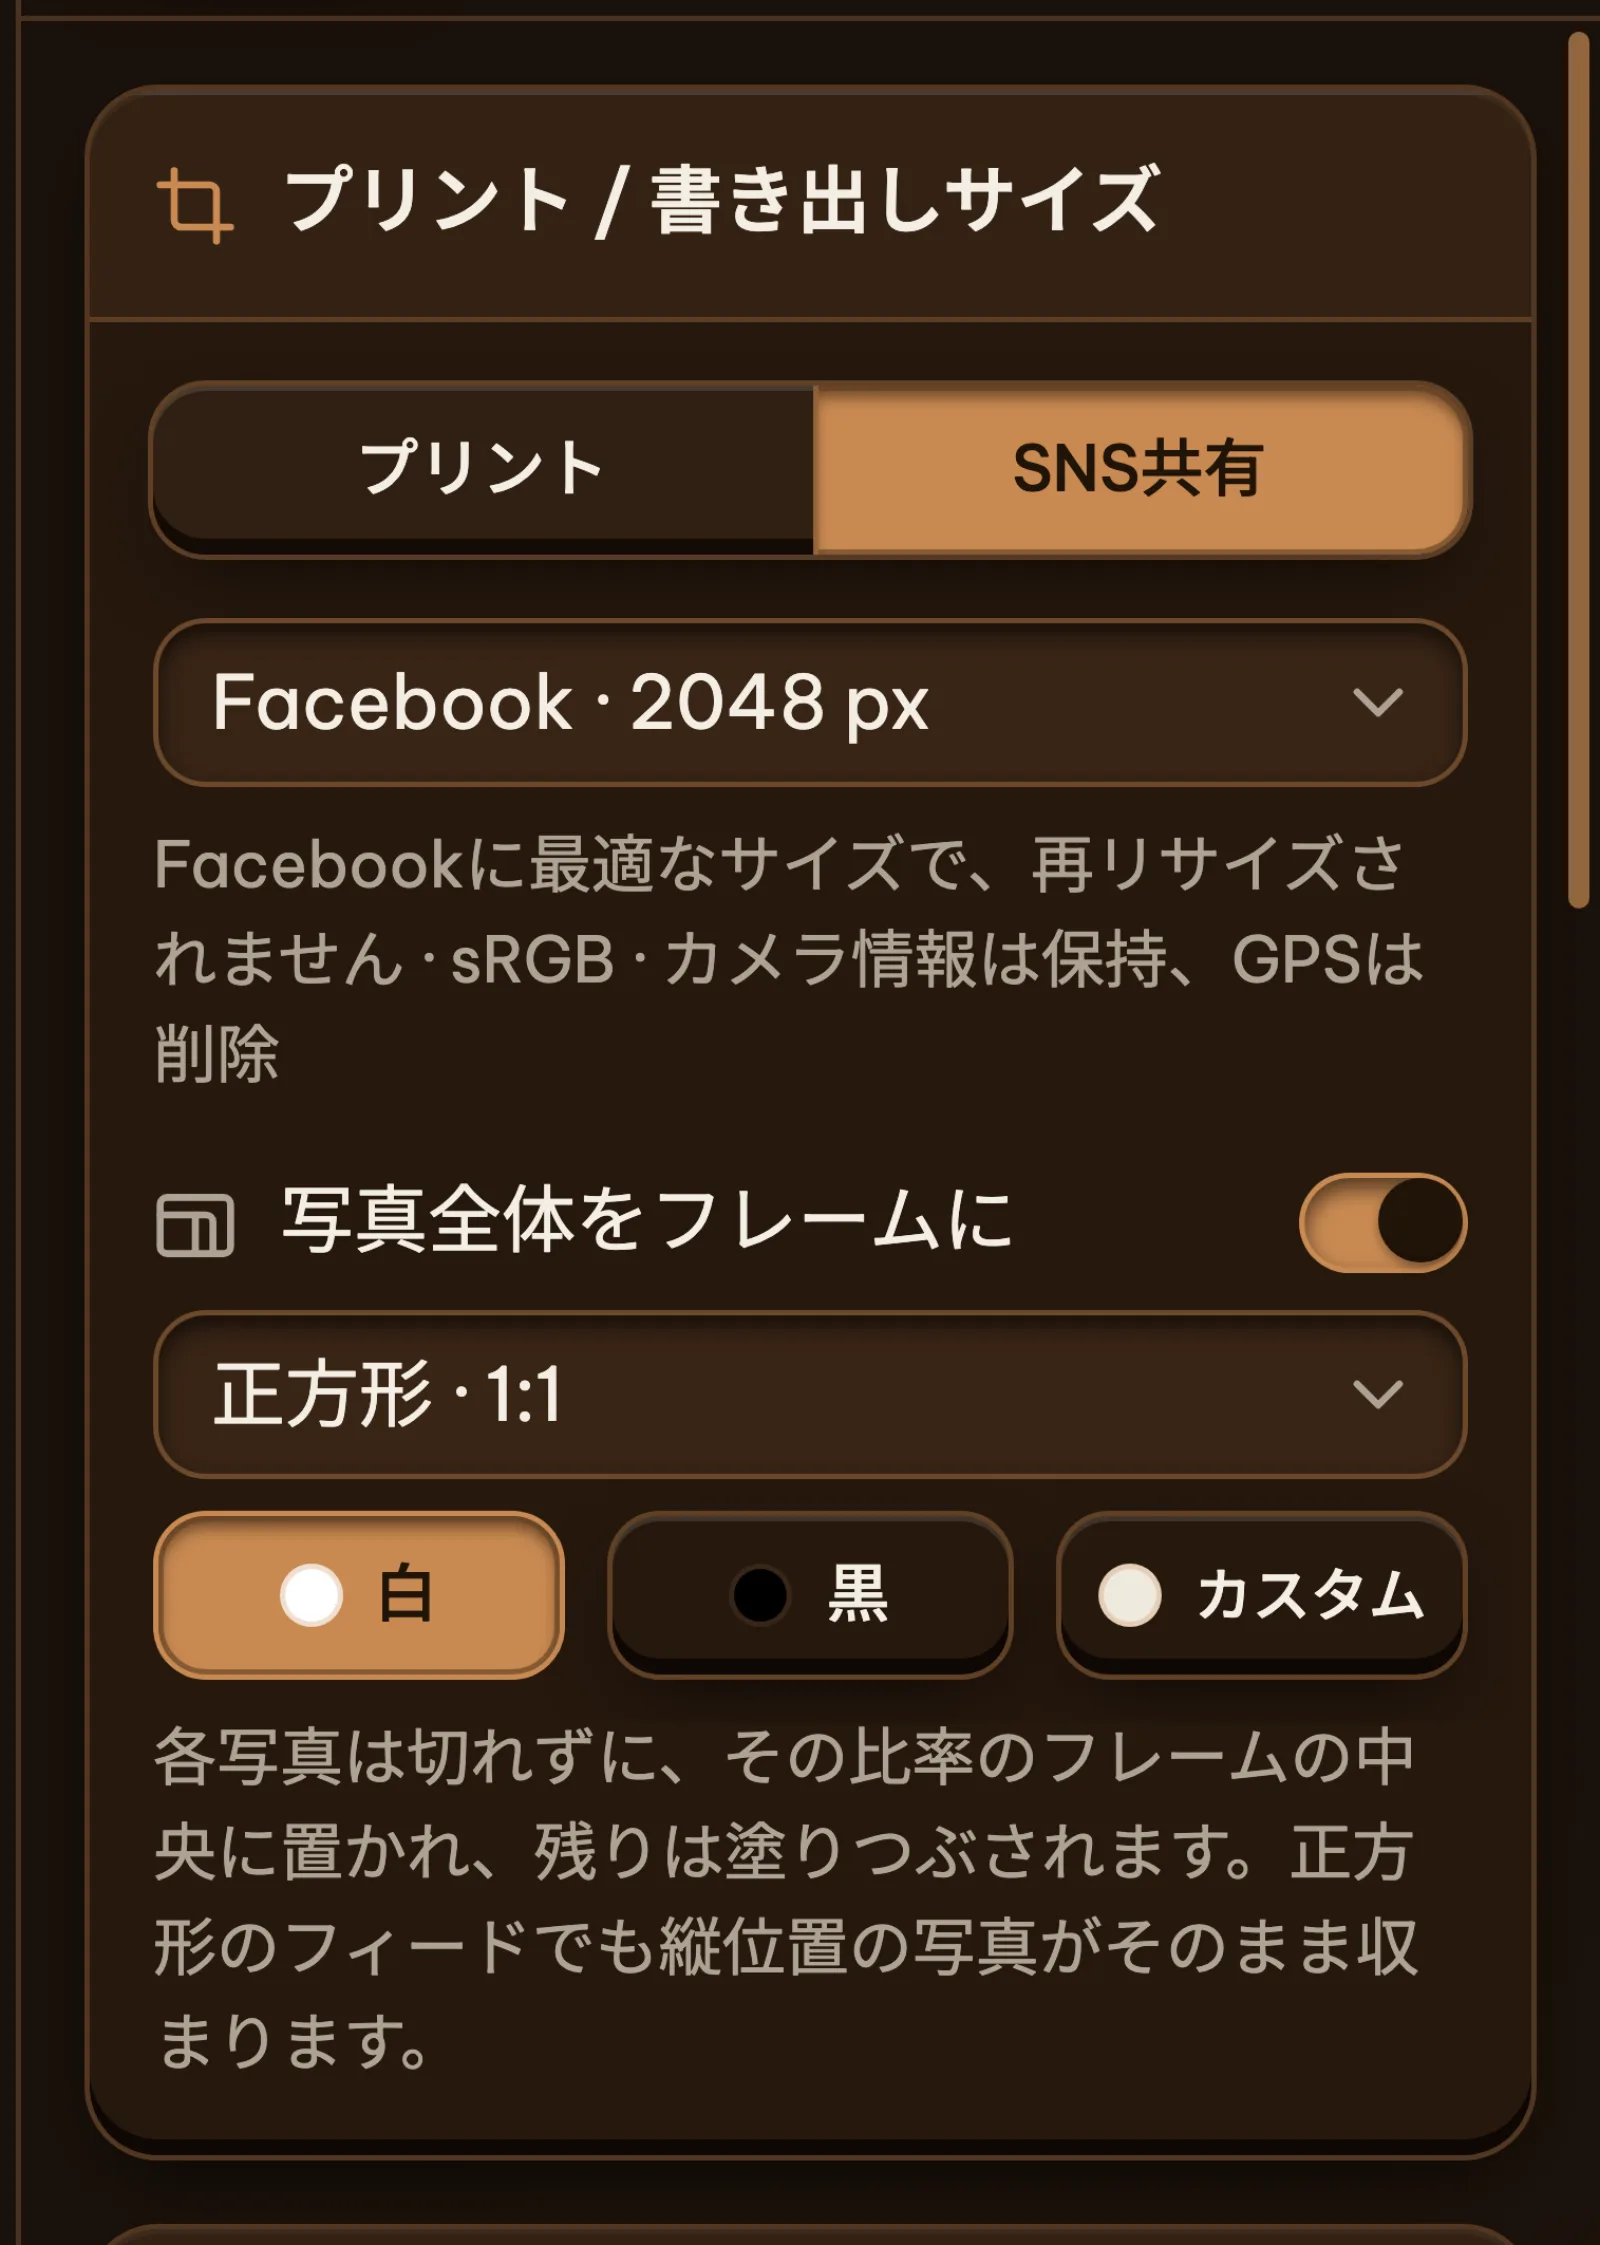 プリント / 書き出しサイズ
プリント
SNS共有
Facebook · 2048 px
Facebookに最適なサイズで、再リサイズさ
れません · sRGB · カメラ情報は保持、GPSは
削除
写真全体をフレームに
正方形 · 1:1
白
黒
カスタム
各写真は切れずに、その比率のフレームの中
央に置かれ、残りは塗りつぶされます。正方
形のフィードでも縦位置の写真がそのまま収
まります。